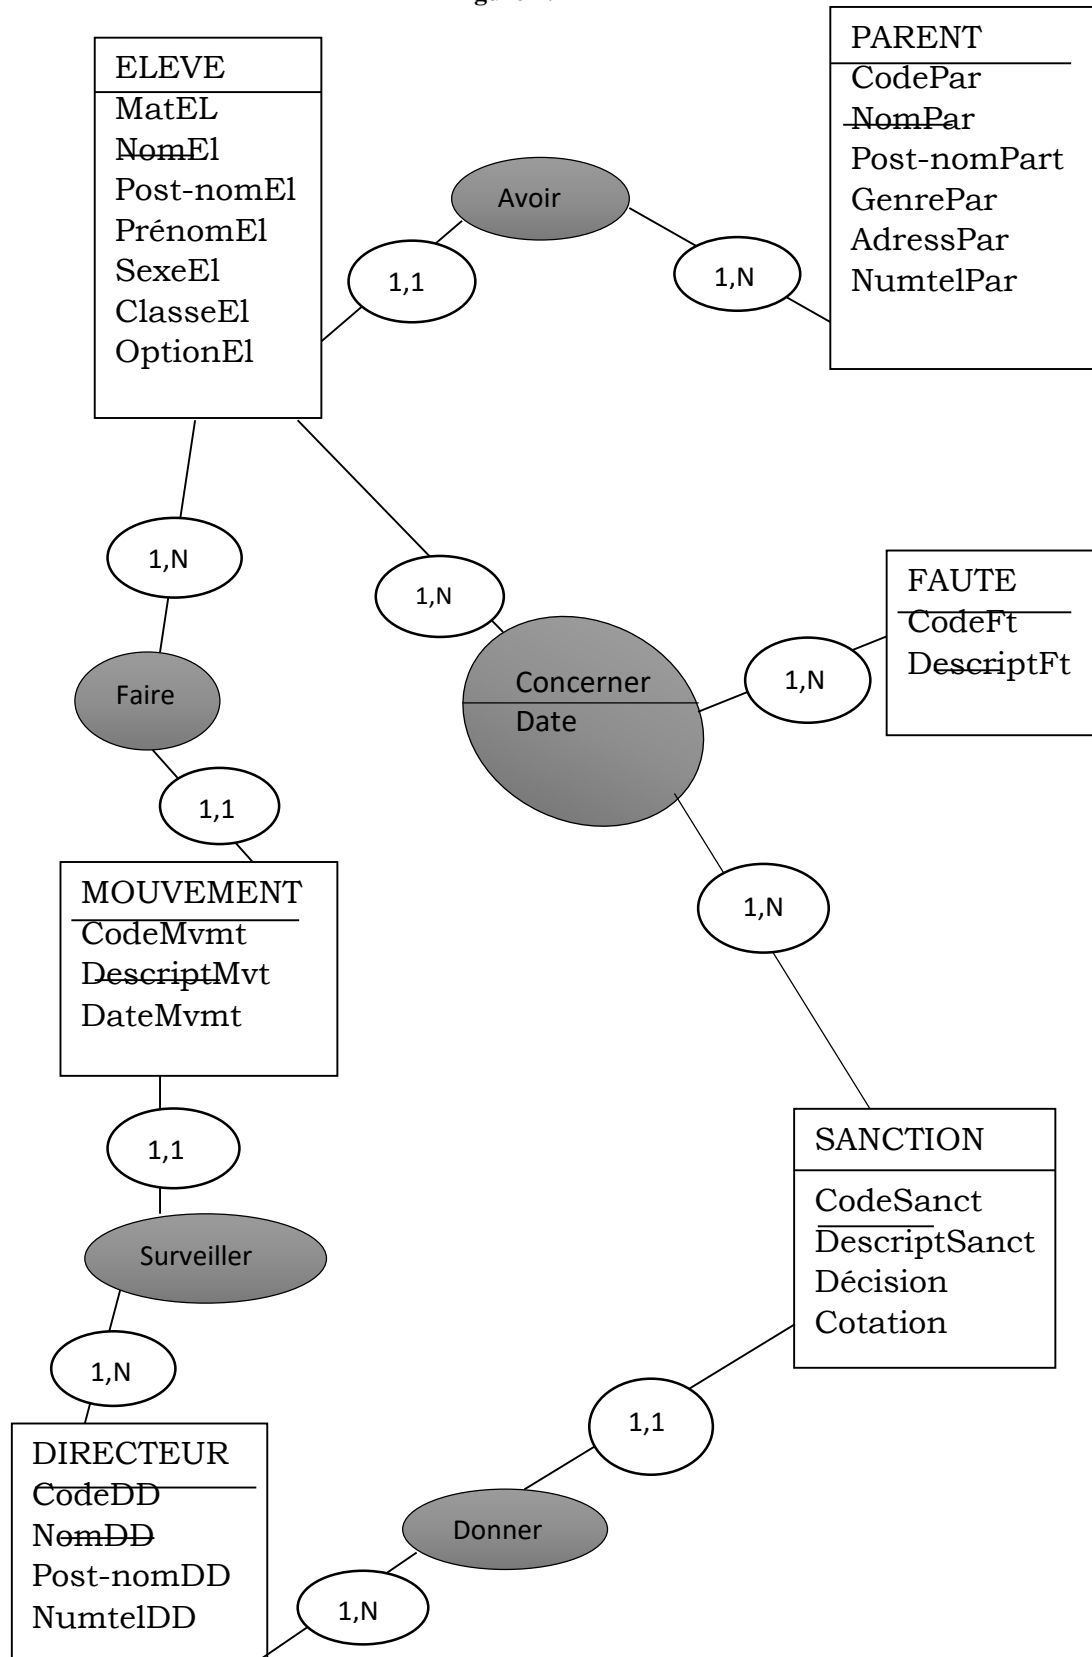 ELEVE
MatEL
NomEl
Post-nomEl
PrénomEl
SexeEl
ClasseEl
OptionEl
Avoir
1,1
1,N
PARENT
CodePar
NomPar
Post-nomPart
GenrePar
AdressPar
NumtelPar
1,N
1,N
Faire
1,1
Concerner
Date
1,N
FAUTE
CodeFt
DescriptFt
1,N
MOUVEMENT
CodeMvmt
DescriptMvt
DateMvmt
1,1
Surveiller
1,N
SANCTION
CodeSanct
DescriptSanct
Décision
Cotation
1,1
DIRECTEUR
CodeDD
NomDD
Post-nomDD
NumtelDD
Donner
1,N